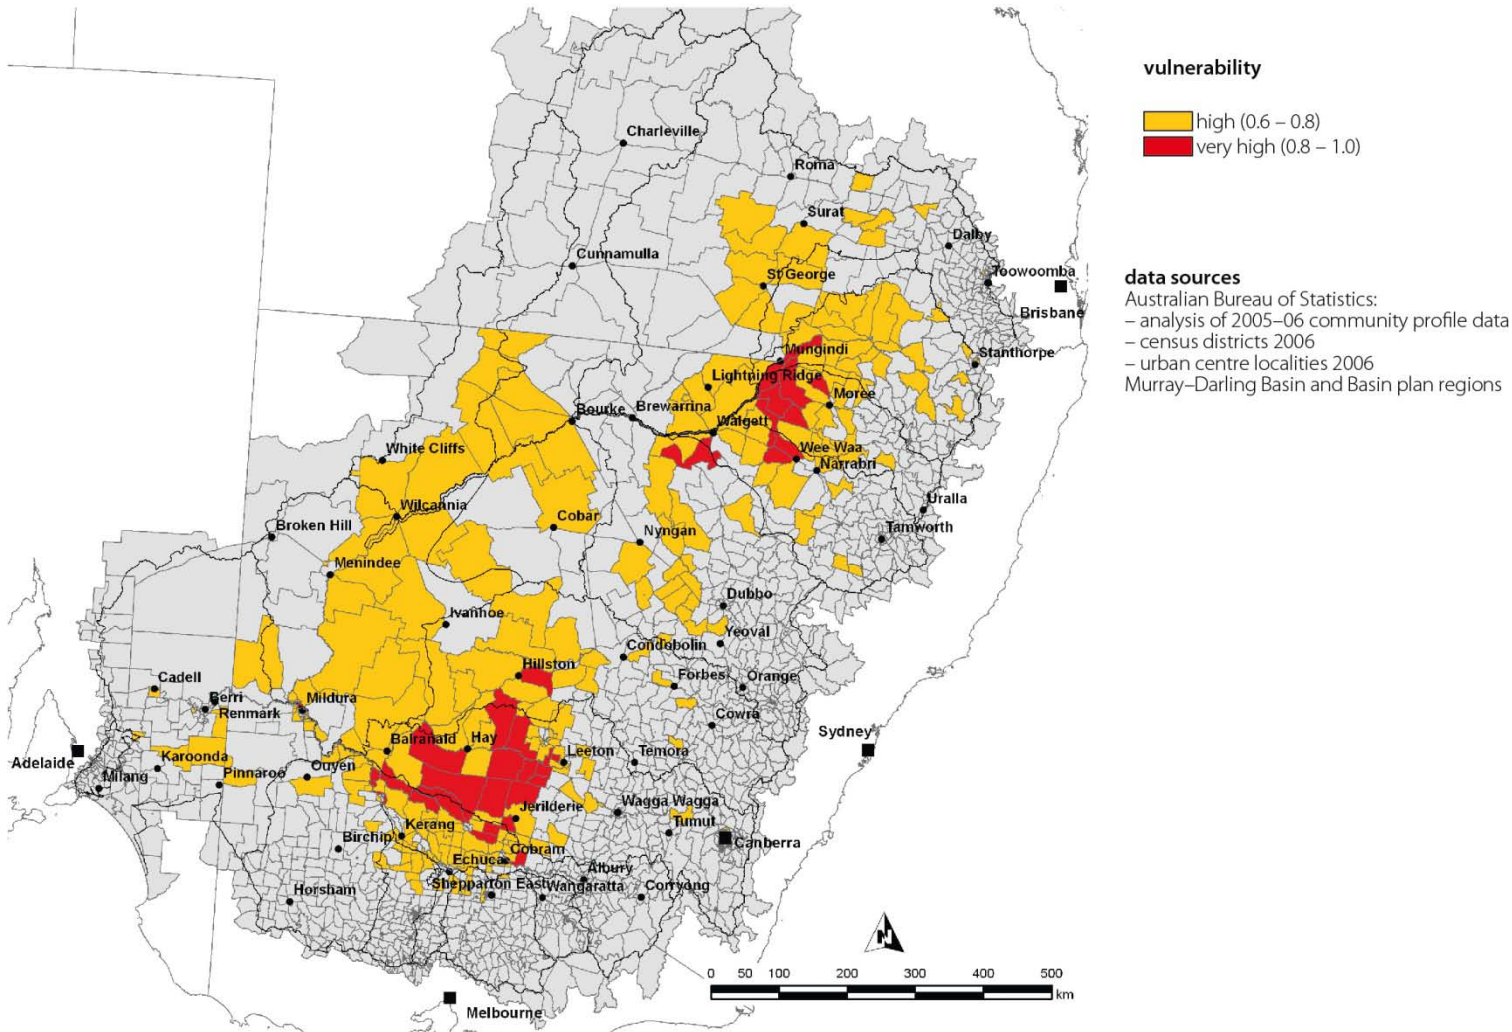 vulnerability
high (0.6 – 0.8)
very high (0.8 – 1.0)
data sources
Australian Bureau of Statistics:
– analysis of 2005–06 community profile data
– census districts 2006
– urban centre localities 2006
Murray–Darling Basin and Basin plan regions
Charleville
Roma
Surat
Dalby
Cunnamulla
St George
Toowoomba
Brisbane
Mungindi
Stanthorpe
Lightning Ridge
Moree
Bourke
Brewarrina
Walgett
White Cliffs
Wee Waa
Narrabri
Wilcannia
Uralla
Cobar
Broken Hill
Nyngan
Tamworth
Menindee
Dubbo
Ivanhoe
Yeoval
Condobolin
Hillston
Cadell
Forbes
Orange
Berri
Mildura
Renmark
Cowra
Sydney
Balranald
Hay
Adelaide
Karoonda
Leeton
Temora
Milang
Pinnaroo
Ouyen
Jerilderie
Wagga Wagga
Kerang
Tumut
Birchip
Canberra
Cobram
Echuca
Albury
Horsham
Shepparton East
Wangaratta
Corryong
N
0 50 100 200 300 400 500
km
Melbourne